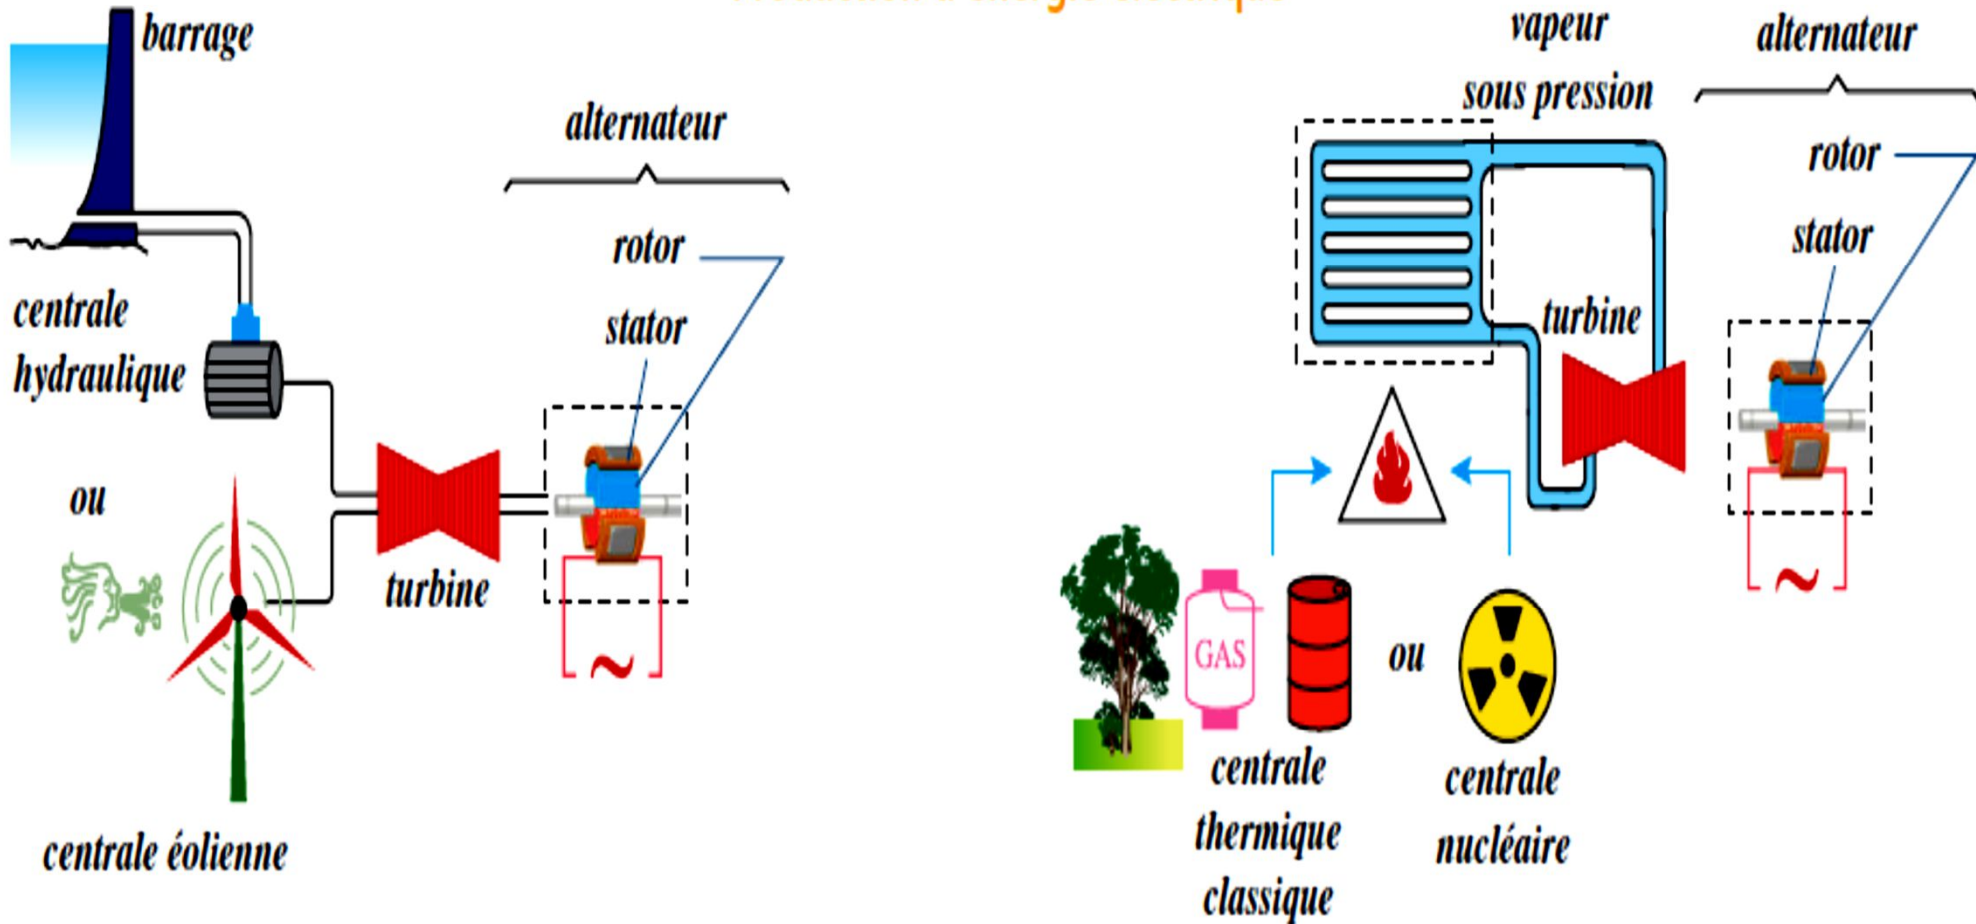 barrage
alternateur
rotor
stator
centrale
hydraulique
ou
turbine
~
centrale éolienne
vapeur
sous pression
alternateur
rotor
stator
turbine
~
GAS
ou
centrale
thermique
classique
centrale
nucléaire